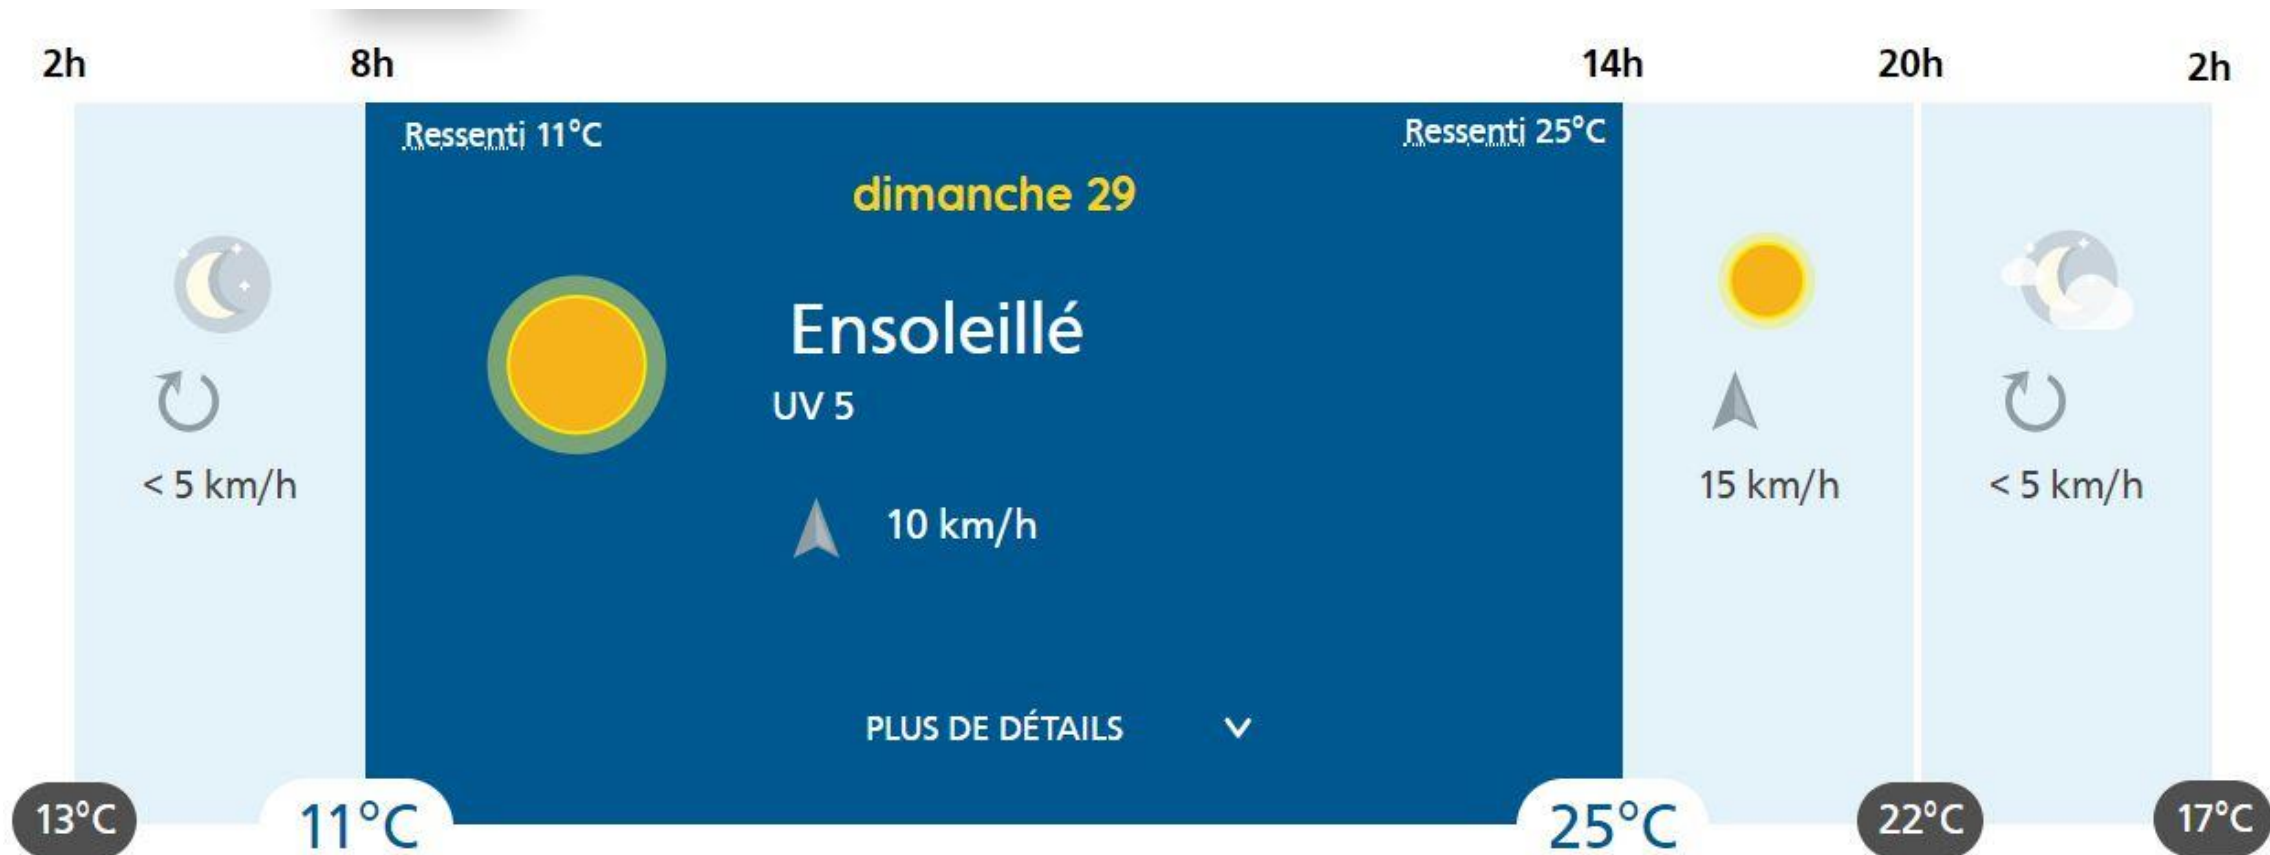 2h 8h 14h 20h 2h
Ressenti 11°C Ressenti 25°C
dimanche 29
Ensoleillé
UV 5
< 5 km/h 10 km/h 15 km/h < 5 km/h
PLUS DE DÉTAILS
13°C 11°C 25°C 22°C 17°C